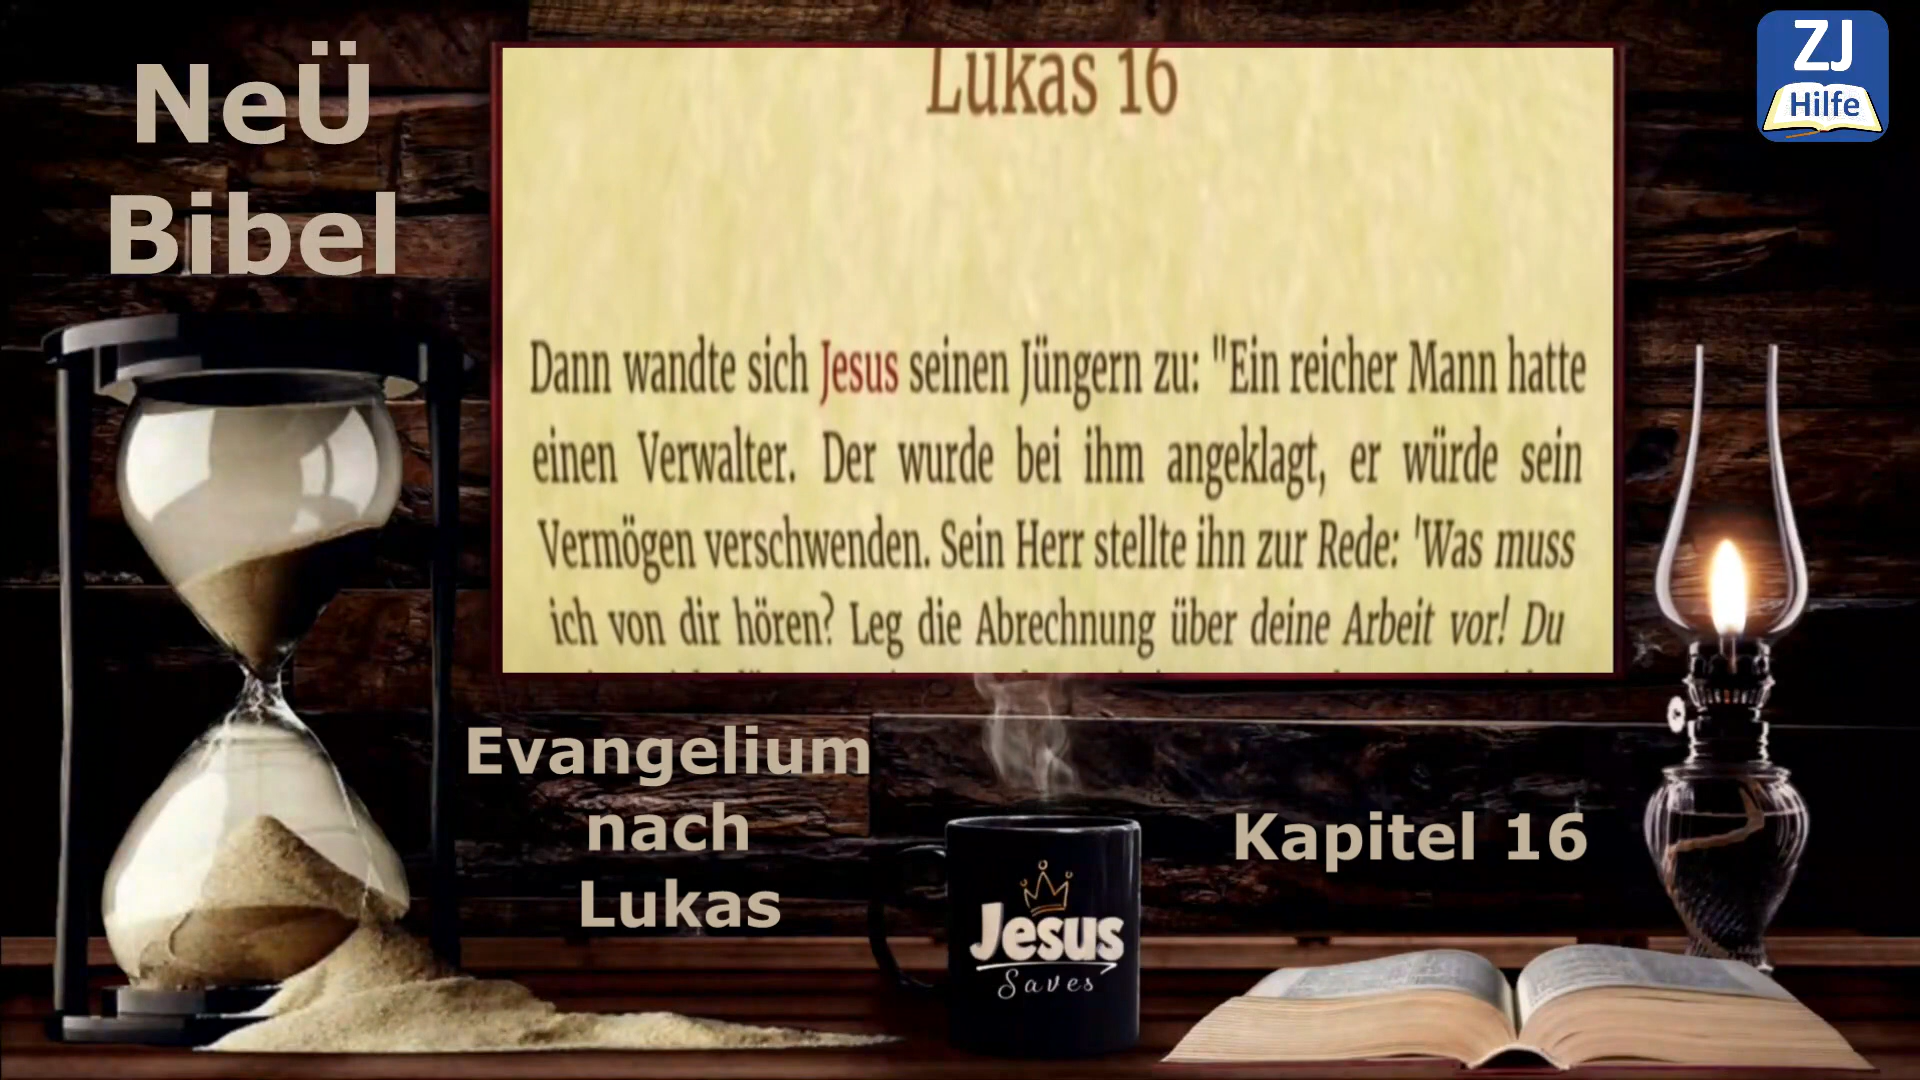 NeÜ
Bibel
Lukas 16
Dann wandte sich Jesus seinen Jüngern zu: "Ein reicher Mann hatte
einen Verwalter. Der wurde bei ihm angeklagt, er würde sein
Vermögen verschwenden. Sein Herr stellte ihn zur Rede: 'Was muss
ich von dir hören? Leg die Abrechnung über deine Arbeit vor! Du
ZJ
Hilfe
Evangelium
nach
Lukas
Kapitel 16
Jesus
Saves